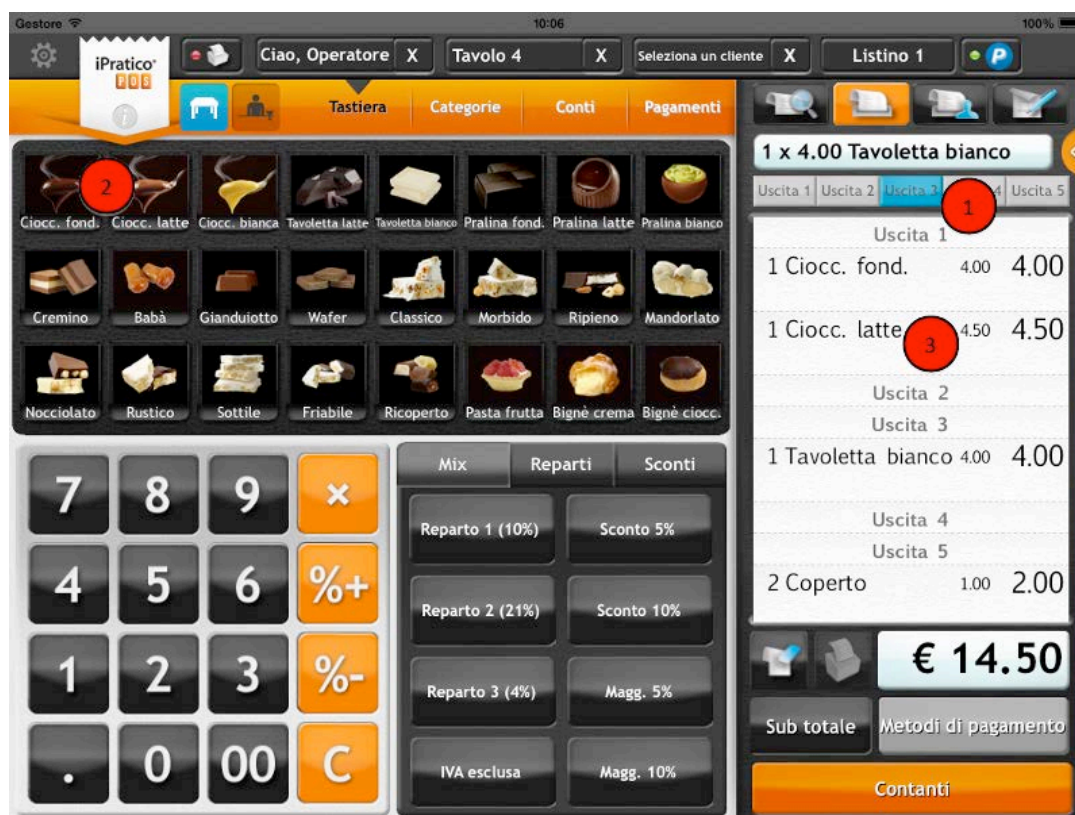 Gestore 10:06 100%
iPratico POS
Ciao, Operatore X
Tavolo 4 X
Seleziona un cliente X
Listino 1
P
i
Tastiera Categorie Conti Pagamenti
2
Ciocc. fond. Ciocc. latte Ciocc. bianca Tavoletta latte Tavoletta bianco Pralina fond. Pralina latte Pralina bianco
Cremino Babà Gianduiotto Wafer Classico Morbido Ripieno Mandorlato
Nocciolato Rustico Sottile Friabile Ricoperto Pasta frutta Bignè crema Bignè ciocc.
7 8 9 ×
4 5 6 %+
1 2 3 %-
. 0 00 C
Mix Reparti Sconti
Reparto 1 (10%) Sconto 5%
Reparto 2 (21%) Sconto 10%
Reparto 3 (4%) Magg. 5%
IVA esclusa Magg. 10%
1 x 4.00 Tavoletta bianco
Uscita 1 Uscita 2 Uscita 3 4 Uscita 5
1
Uscita 1
1 Ciocc. fond. 4.00 4.00
1 Ciocc. latte 4.50 4.50
3
Uscita 2
Uscita 3
1 Tavoletta bianco 4.00 4.00
Uscita 4
Uscita 5
2 Coperto 1.00 2.00
€ 14.50
Sub totale Metodi di pagamento
Contanti